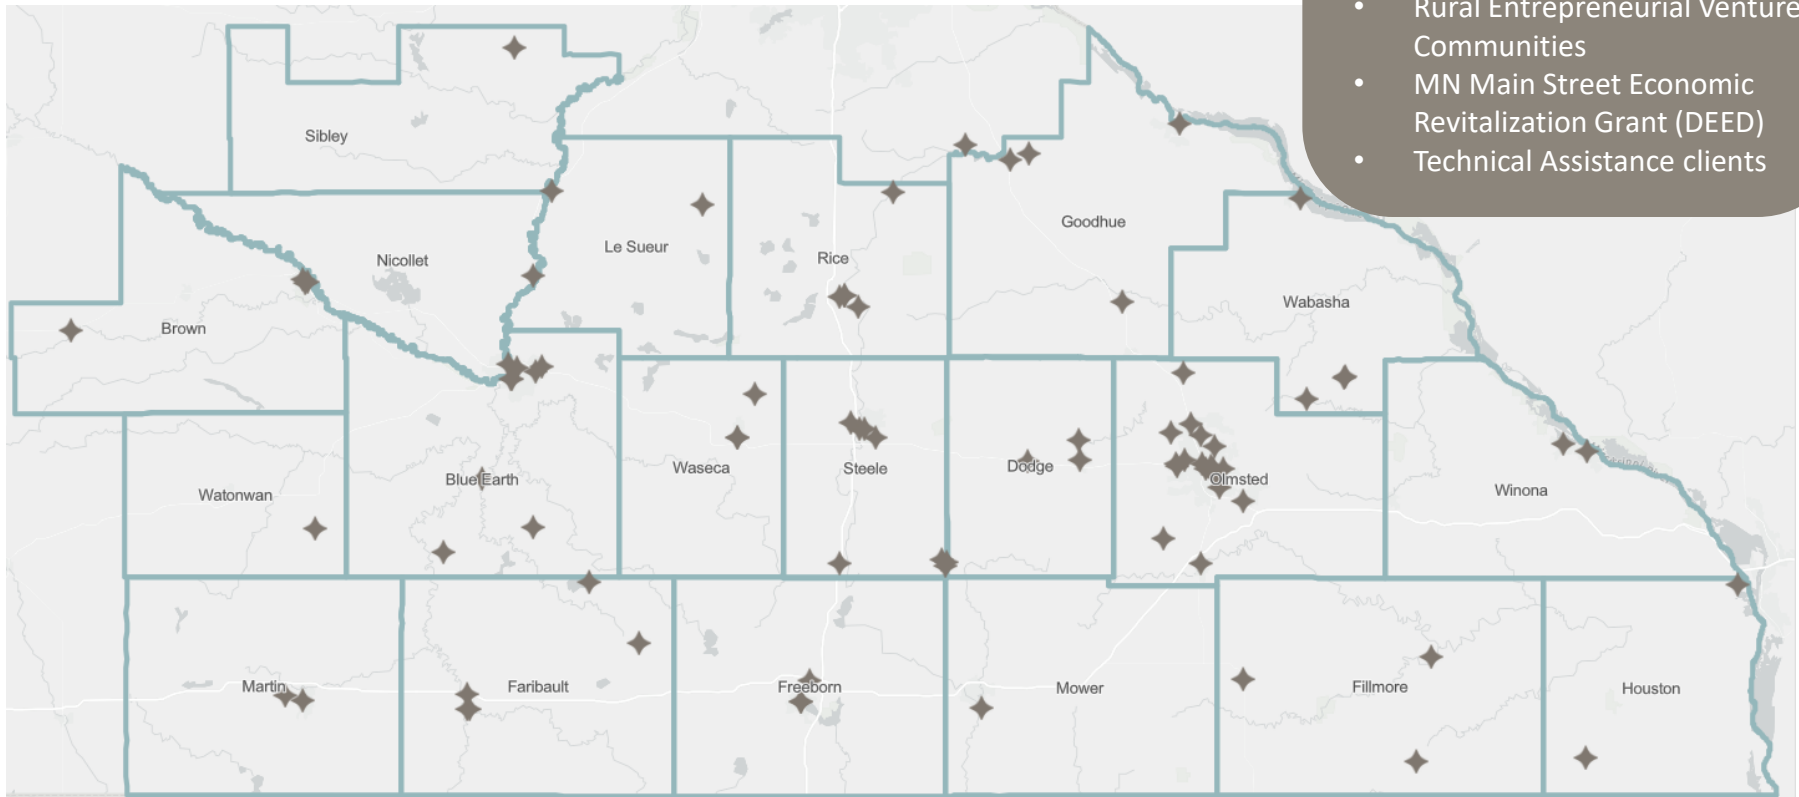 • Rural Entrepreneurial Venture
Communities
• MN Main Street Economic
Revitalization Grant (DEED)
• Technical Assistance clients
Sibley
Goodhue
Le Sueur
Rice
Nicollet
Wabasha
Brown
Waseca
Steele
Dodge
Blue Earth
Olmsted
Winona
Watonwan
Martin
Faribault
Freeborn
Mower
Fillmore
Houston